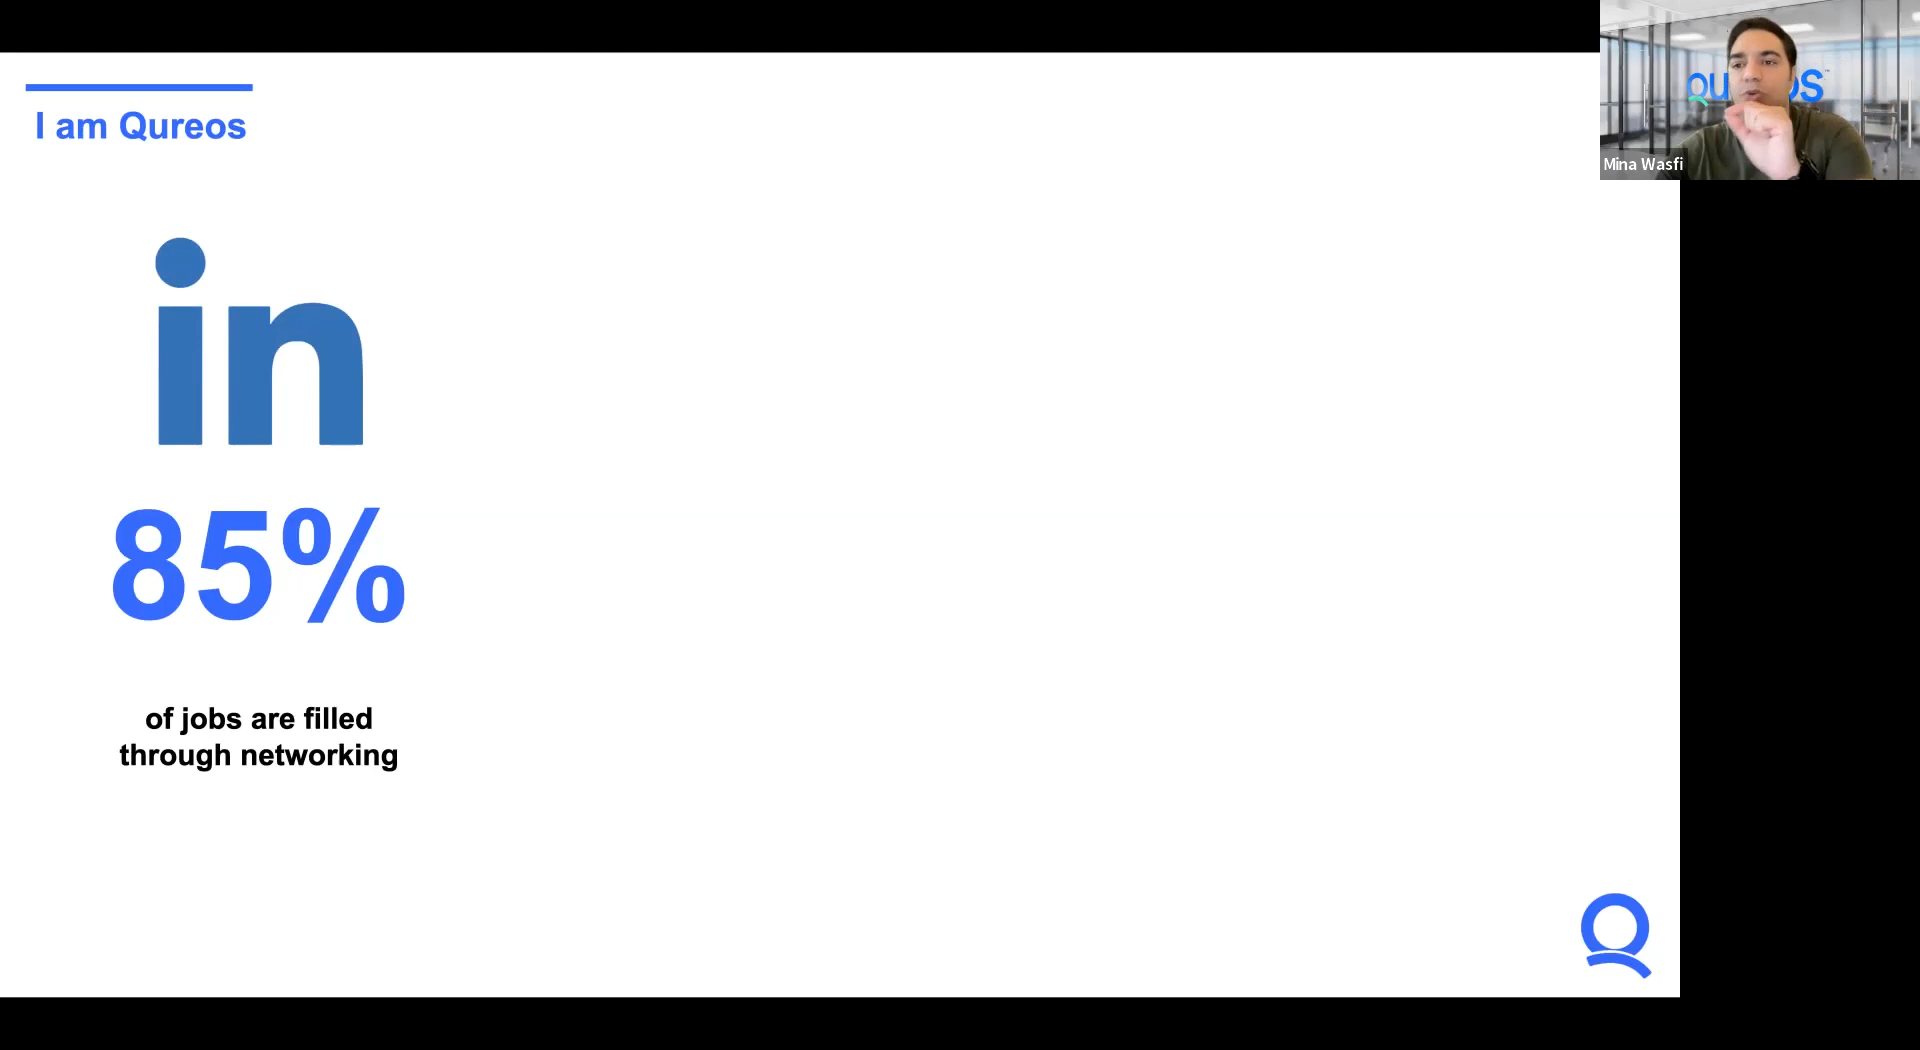 I am Qureos
in
85%
of jobs are filled
through networking
Mina Wasfi